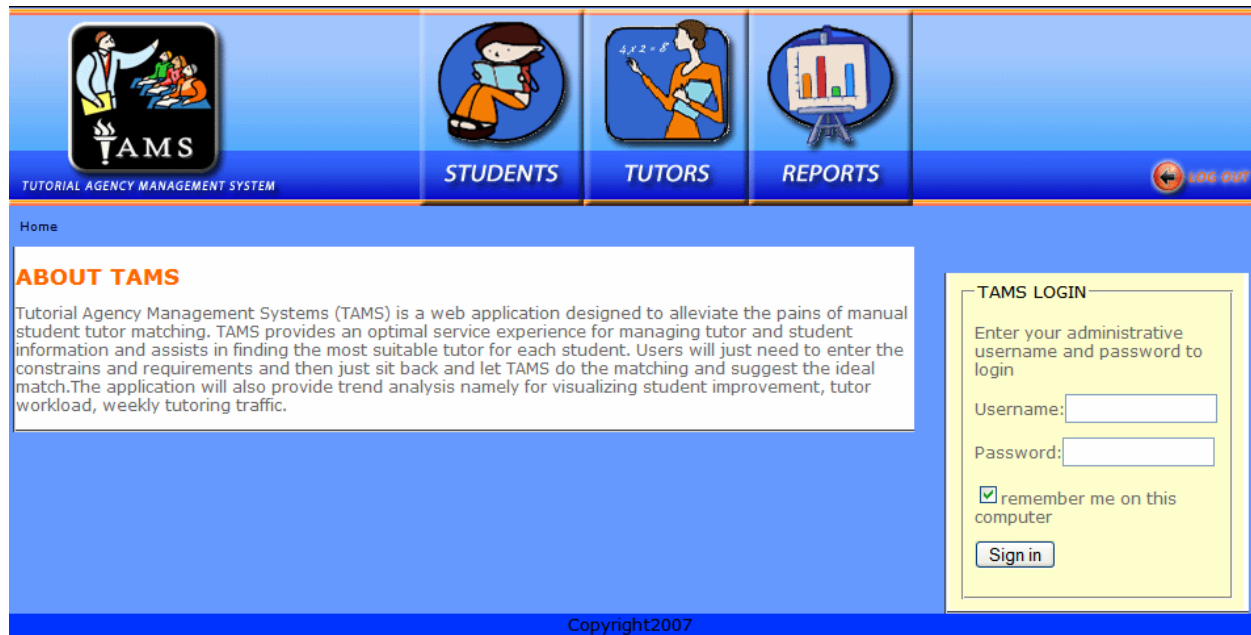 TAMS
TUTORIAL AGENCY MANAGEMENT SYSTEM
STUDENTS
4 x 2 = 8
TUTORS
REPORTS
LOG OUT
Home
ABOUT TAMS
Tutorial Agency Management Systems (TAMS) is a web application designed to alleviate the pains of manual
student tutor matching. TAMS provides an optimal service experience for managing tutor and student
information and assists in finding the most suitable tutor for each student. Users will just need to enter the
constrains and requirements and then just sit back and let TAMS do the matching and suggest the ideal
match.The application will also provide trend analysis namely for visualizing student improvement, tutor
workload, weekly tutoring traffic.
TAMS LOGIN
Enter your administrative
username and password to
login
Username:
Password:
remember me on this
computer
Sign in
Copyright2007